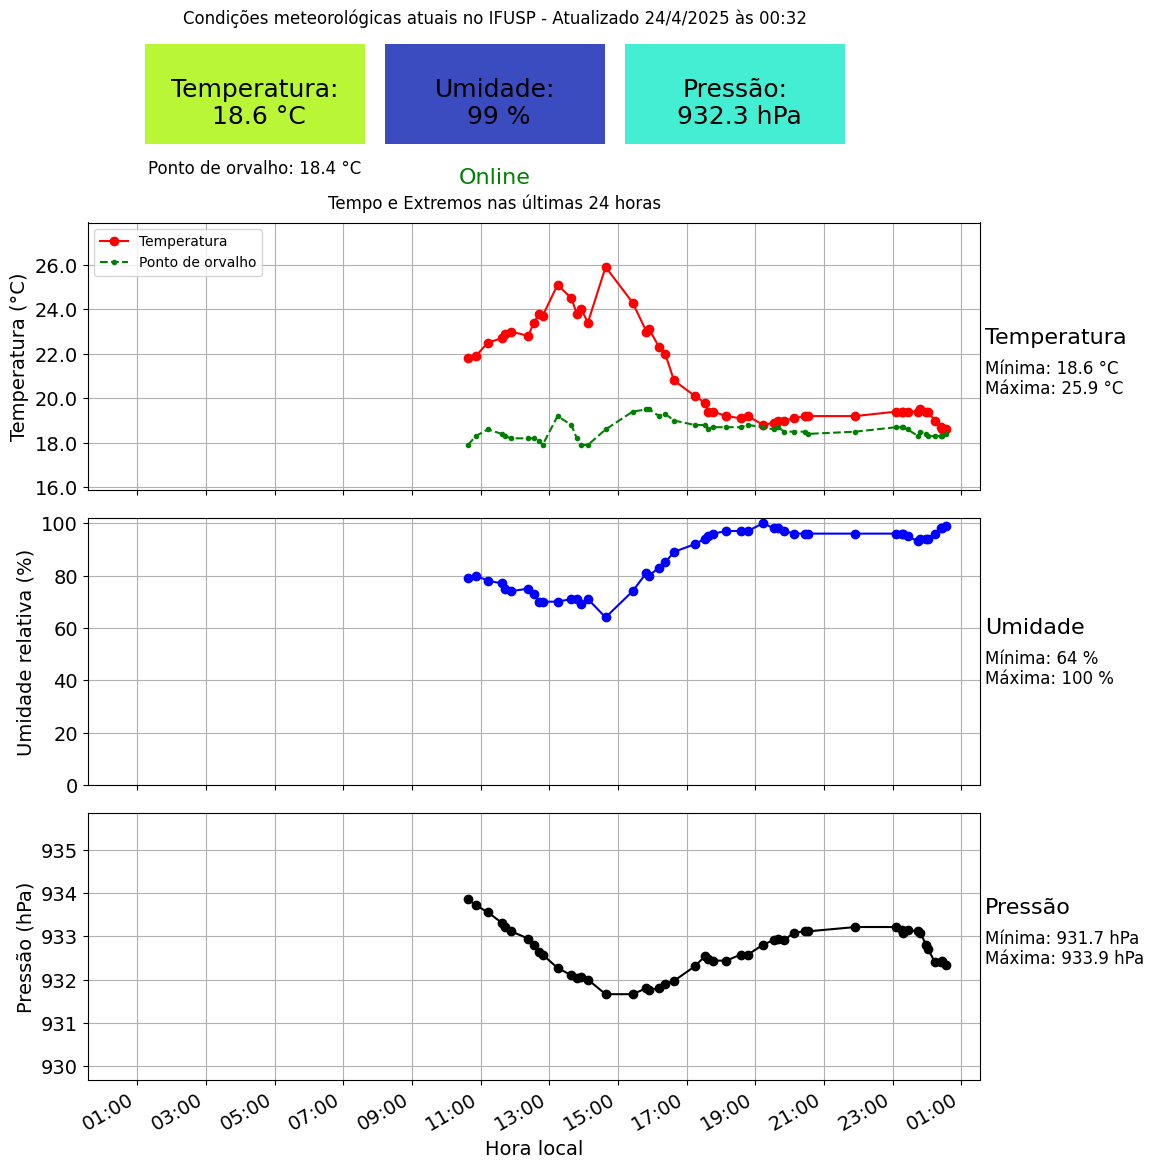 Condições meteorológicas atuais no IFUSP - Atualizado 24/4/2025 às 00:32
Temperatura:
18.6 °C
Umidade:
99 %
Pressão:
932.3 hPa
Ponto de orvalho: 18.4 °C
Online
Tempo e Extremos nas últimas 24 horas
Temperatura
Ponto de orvalho
Temperatura (°C)
26.0
24.0
22.0
20.0
18.0
16.0
Temperatura
Mínima: 18.6 °C
Máxima: 25.9 °C
Umidade relativa (%)
100
80
60
40
20
0
Umidade
Mínima: 64 %
Máxima: 100 %
Pressão (hPa)
935
934
933
932
931
930
Pressão
Mínima: 931.7 hPa
Máxima: 933.9 hPa
01:00 03:00 05:00 07:00 09:00 11:00 13:00 15:00 17:00 19:00 21:00 23:00 01:00
Hora local